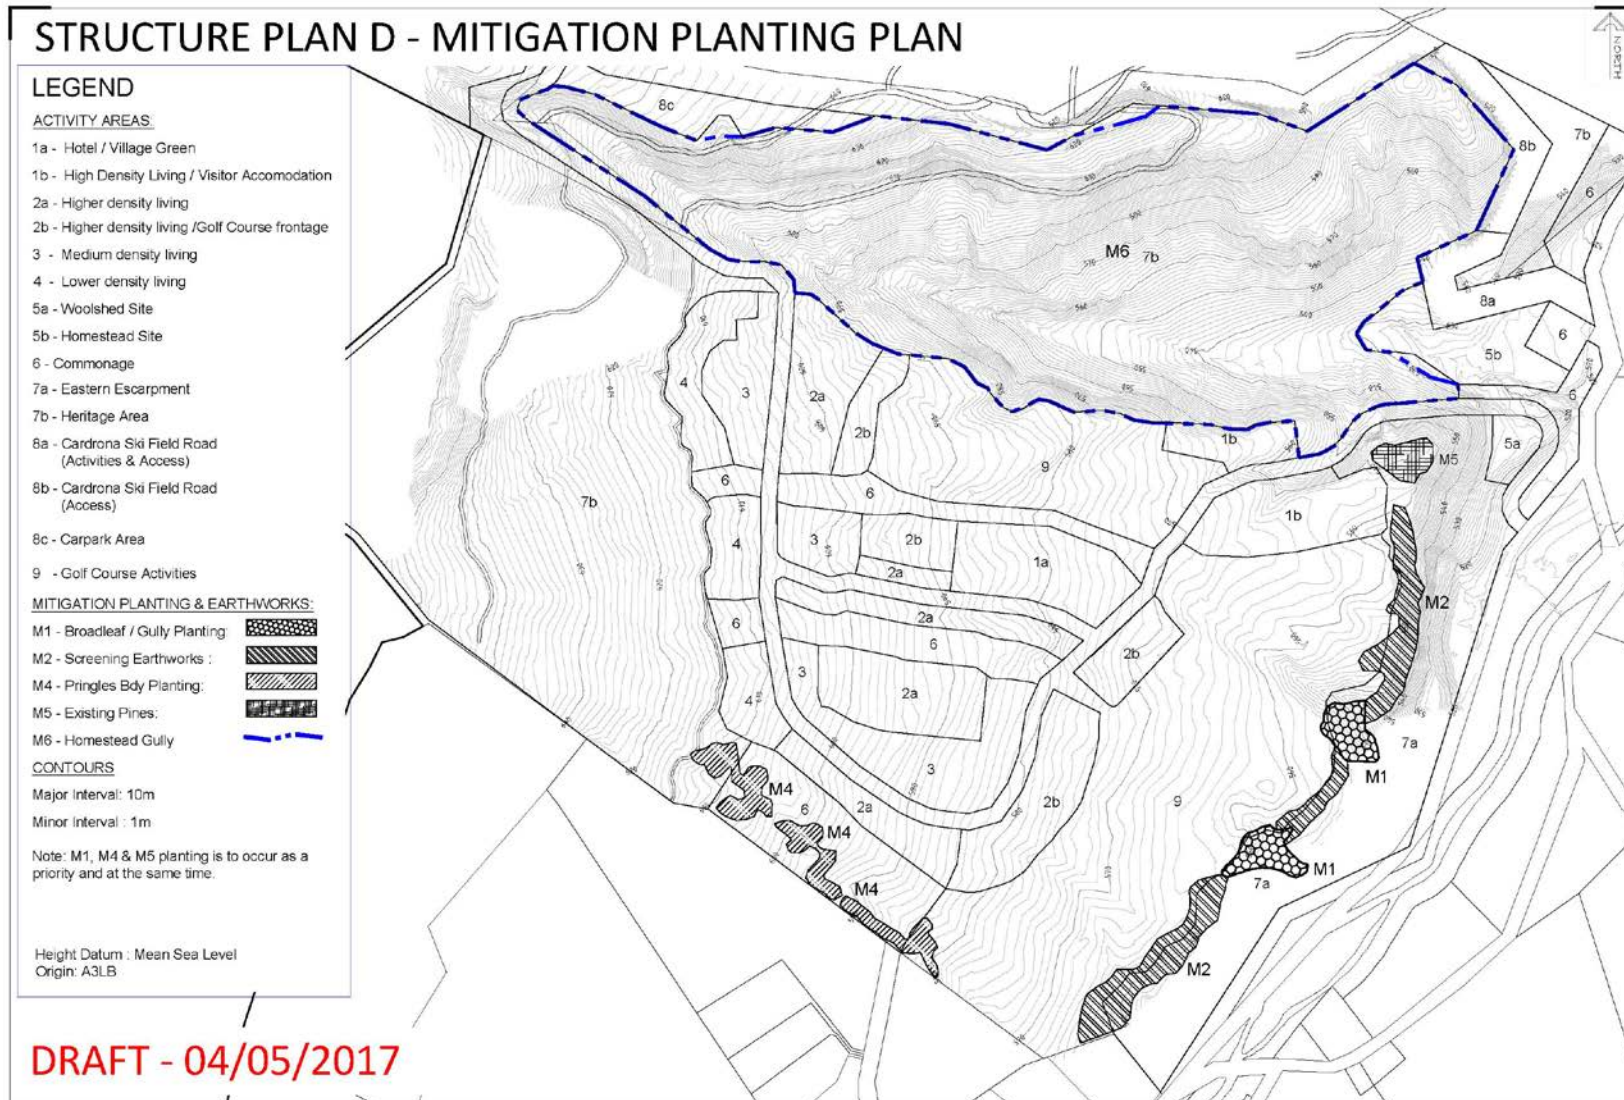 STRUCTURE PLAN D - MITIGATION PLANTING PLAN
NORTH
LEGEND
ACTIVITY AREAS:
1a - Hotel / Village Green
1b - High Density Living / Visitor Accomodation
2a - Higher density living
2b - Higher density living /Golf Course frontage
3 - Medium density living
4 - Lower density living
5a - Woolshed Site
5b - Homestead Site
6 - Commonage
7a - Eastern Escarpment
7b - Heritage Area
8a - Cardrona Ski Field Road
(Activities & Access)
8b - Cardrona Ski Field Road
(Access)
8c - Carpark Area
9 - Golf Course Activities
MITIGATION PLANTING & EARTHWORKS:
M1 - Broadleaf / Gully Planting:
M2 - Screening Earthworks :
M4 - Pringles Bdy Planting:
M5 - Existing Pines:
M6 - Homestead Gully
CONTOURS
Major Interval: 10m
Minor Interval : 1m
Note: M1, M4 & M5 planting is to occur as a
priority and at the same time.
Height Datum : Mean Sea Level
Origin: A3LB
DRAFT - 04/05/2017
8c
8b
7b
6
M6 7b
8a
6
5b
6
4
3
2a
2b
9
1b
5a
M5
7b
6
6
1b
4
3
2b
1a
2a
2a
6
6
M2
2b
3
2a
4
7a
M1
3
M4
6
2a
2b
9
M4
M1
7a
M4
M2